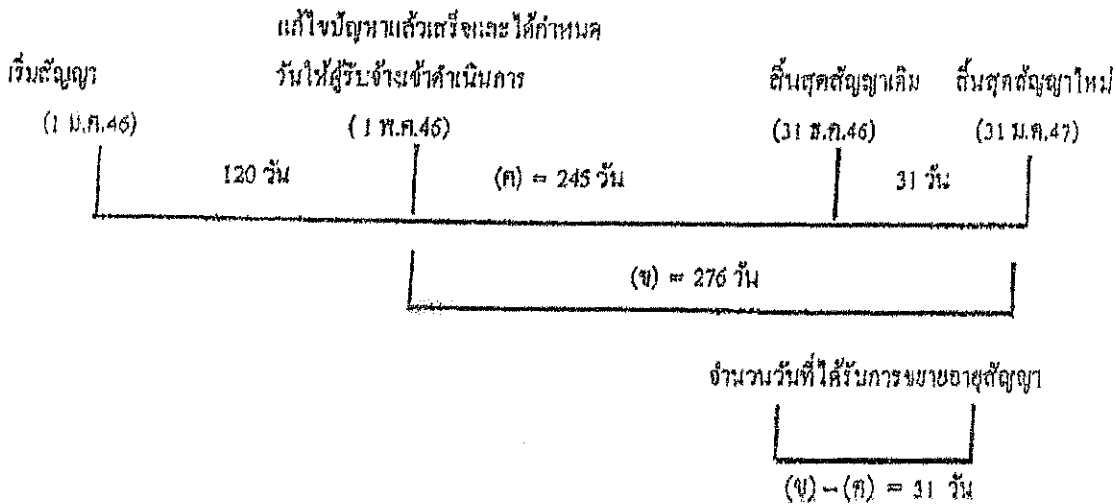 แก้ไขปัญหาแล้วเสร็จและได้กำหนด
เริ่มสัญญา วันให้ผู้รับจ้างเข้าดำเนินการ สิ้นสุดสัญญาเดิม สิ้นสุดสัญญาใหม่
(1 ม.ค.46) (1 พ.ค.46) (31 ธ.ค.46) (31 ม.ค.47)
120 วัน (ค) = 245 วัน 31 วัน
(ข) = 276 วัน
จำนวนวันที่ได้รับการขยายอายุสัญญา
(ข) - (ค) = 31 วัน